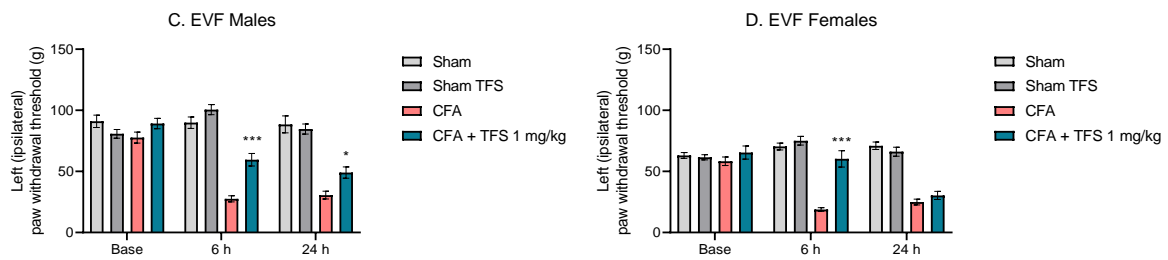 C. EVF Males
Left (ipsilateral)
paw withdrawal threshold (g)
150
100
50
0
***
*
Base
6 h
24 h
Sham
Sham TFS
CFA
CFA + TFS 1 mg/kg
D. EVF Females
Left (ipsilateral)
paw withdrawal threshold (g)
150
100
50
0
***
Base
6 h
24 h
Sham
Sham TFS
CFA
CFA + TFS 1 mg/kg